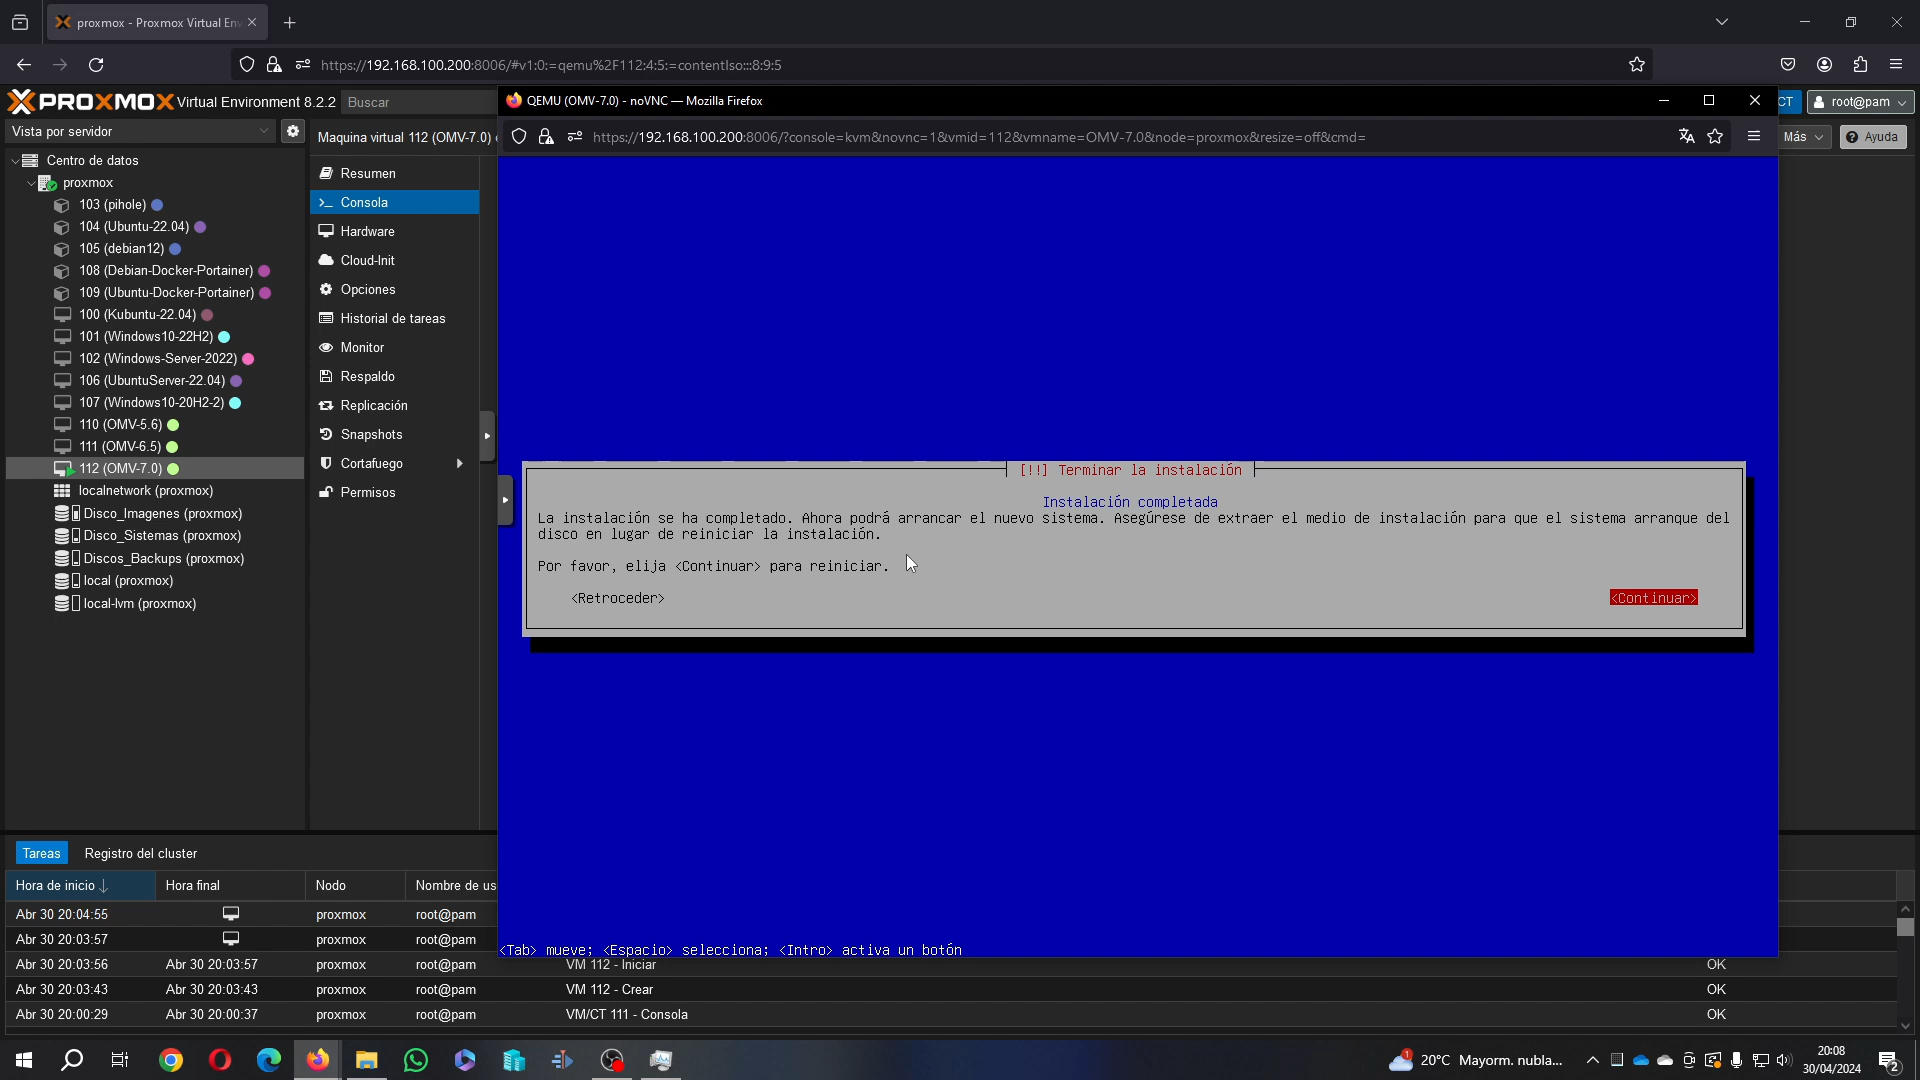 proxmox - Proxmox Virtual En
https://192.168.100.200:8006/#v1:0:=qemu%2F112:4:5:=contentIso:::8:9:5
PROXMOX Virtual Environment 8.2.2
Buscar
CT
root@pam
Vista por servidor
Maquina virtual 112 (OMV-7.0)
Más
Ayuda
QEMU (OMV-7.0) - noVNC — Mozilla Firefox
https://192.168.100.200:8006/?console=kvm&novnc=1&vmid=112&vmname=OMV-7.0&node=proxmox&resize=off&cmd=
Centro de datos
proxmox
103 (pihole)
104 (Ubuntu-22.04)
105 (debian12)
108 (Debian-Docker-Portainer)
109 (Ubuntu-Docker-Portainer)
100 (Kubuntu-22.04)
101 (Windows10-22H2)
102 (Windows-Server-2022)
106 (UbuntuServer-22.04)
107 (Windows10-20H2-2)
110 (OMV-5.6)
111 (OMV-6.5)
112 (OMV-7.0)
localnetwork (proxmox)
Disco_Imagenes (proxmox)
Disco_Sistemas (proxmox)
Discos_Backups (proxmox)
local (proxmox)
local-lvm (proxmox)
Resumen
>_ Consola
Hardware
Cloud-Init
Opciones
Historial de tareas
Monitor
Respaldo
Replicación
Snapshots
Cortafuego
Permisos
[!!] Terminar la instalación
Instalación completada
La instalación se ha completado. Ahora podrá arrancar el nuevo sistema. Asegúrese de extraer el medio de instalación para que el sistema arranque del
disco en lugar de reiniciar la instalación.
Por favor, elija <Continuar> para reiniciar.
<Retroceder>
<Continuar>
<Tab> mueve; <Espacio> selecciona; <Intro> activa un botón
Tareas
Registro del cluster
Hora de inicio
Hora final
Nodo
Nombre de us
Abr 30 20:04:55
proxmox
root@pam
Abr 30 20:03:57
proxmox
root@pam
Abr 30 20:03:56
Abr 30 20:03:57
proxmox
root@pam
VM 112 - Iniciar
OK
Abr 30 20:03:43
Abr 30 20:03:43
proxmox
root@pam
VM 112 - Crear
OK
Abr 30 20:00:29
Abr 30 20:00:37
proxmox
root@pam
VM/CT 111 - Consola
OK
1
20°C Mayorm. nubla...
20:08
30/04/2024
2